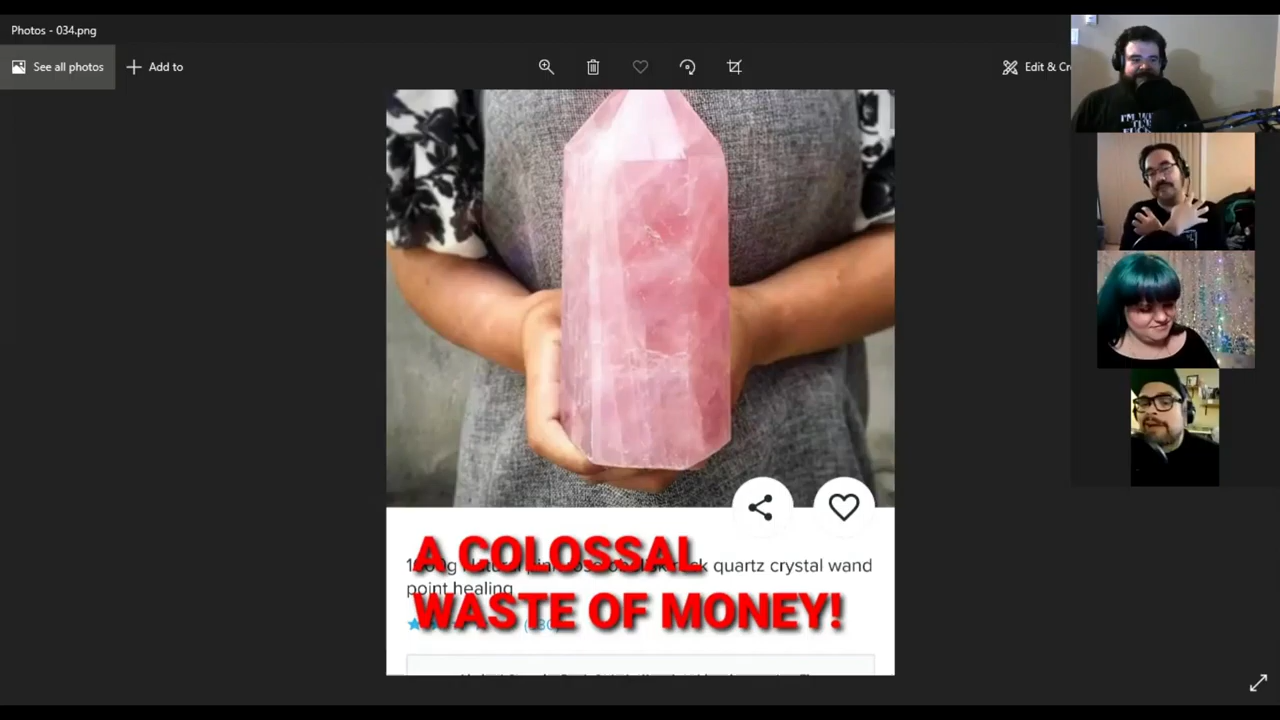 Photos - 034.png
See all photos
Add to
Edit & Cr
A COLOSSAL
quartz crystal wand
point healing
WASTE OF MONEY!
I'M